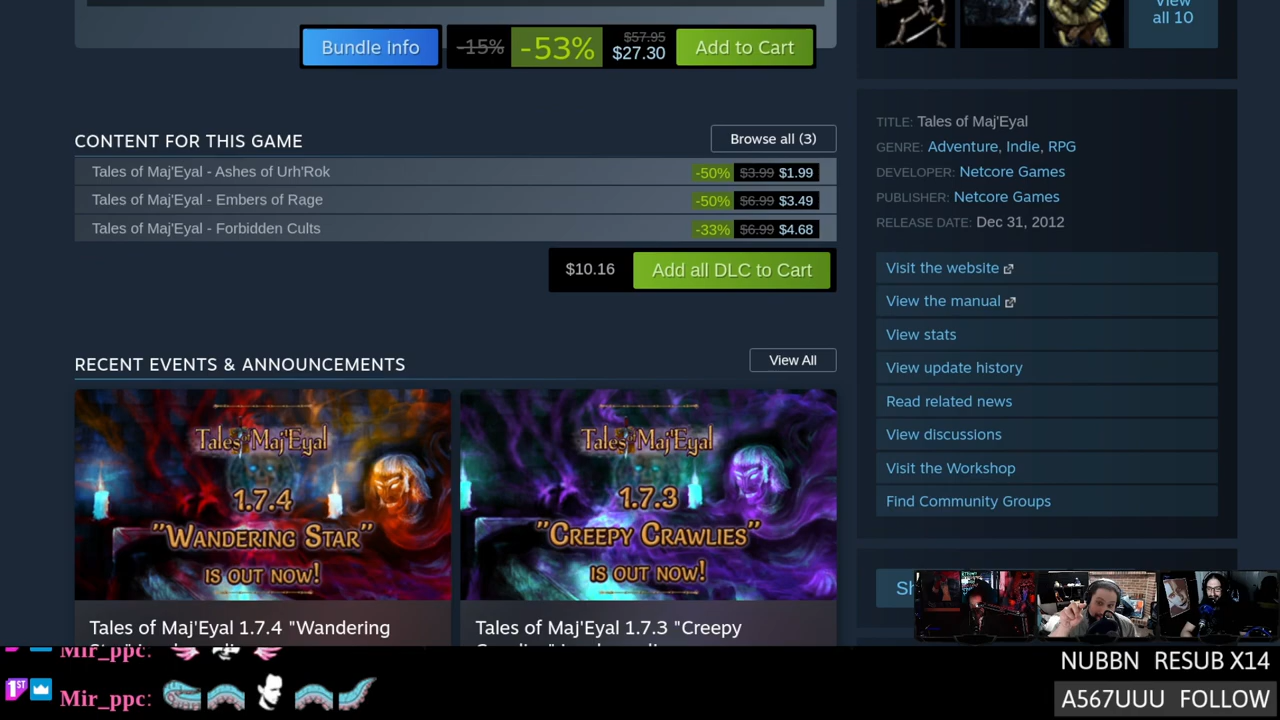 Bundle info
-15%
-53%
$57.95
$27.30
Add to Cart
View
all 10
CONTENT FOR THIS GAME
Browse all (3)
Tales of Maj'Eyal - Ashes of Urh'Rok
-50% $3.99 $1.99
Tales of Maj'Eyal - Embers of Rage
-50% $6.99 $3.49
Tales of Maj'Eyal - Forbidden Cults
-33% $6.99 $4.68
$10.16
Add all DLC to Cart
RECENT EVENTS & ANNOUNCEMENTS
View All
Tales of Maj'Eyal
1.7.4
"WANDERING STAR"
IS OUT NOW!
Tales of Maj'Eyal
1.7.3
"CREEPY CRAWLIES"
IS OUT NOW!
Tales of Maj'Eyal 1.7.4 "Wandering
Tales of Maj'Eyal 1.7.3 "Creepy
TITLE: Tales of Maj'Eyal
GENRE: Adventure, Indie, RPG
DEVELOPER: Netcore Games
PUBLISHER: Netcore Games
RELEASE DATE: Dec 31, 2012
Visit the website
View the manual
View stats
View update history
Read related news
View discussions
Visit the Workshop
Find Community Groups
Mir_ppc:
1ST Mir_ppc:
NUBBN RESUB X14
A567UUU FOLLOW